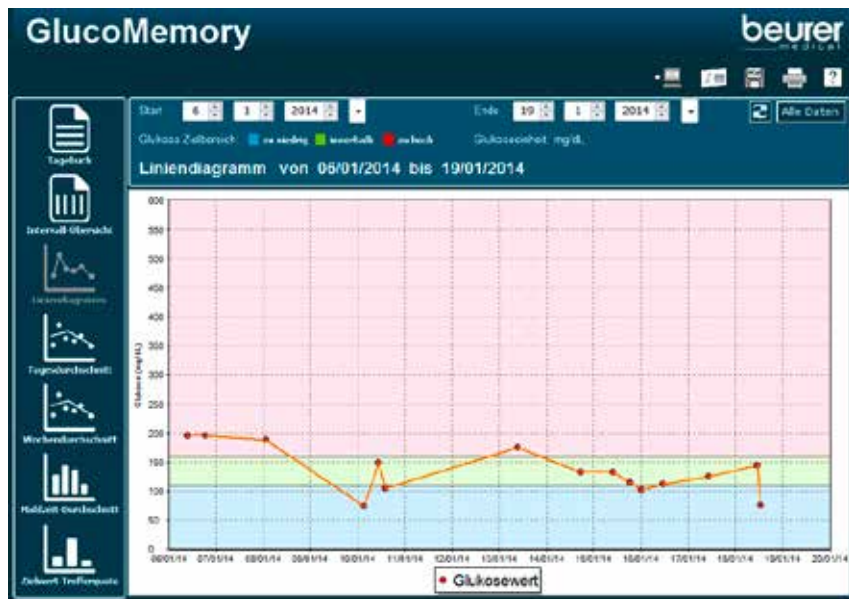 GlucoMemory
beurer
medical
Start 6 1 2014
Ende 19 1 2014
Alle Daten
Glukose Zielbereich: zu niedrig innerhalb zu hoch Glukoseeinheit: mg/dL
Liniendiagramm von 06/01/2014 bis 19/01/2014
Tagebuch
Intervall-Übersicht
Liniendiagramm
Tagesdurchschnitt
Wochendurchschnitt
Mahlzeit-Durchschnitt
Zielwert-Trefferquote
Glukose (mg/dL)
600
550
500
450
400
350
300
250
200
150
100
50
0
06/01/14 07/01/14 08/01/14 09/01/14 10/01/14 11/01/14 12/01/14 13/01/14 14/01/14 15/01/14 16/01/14 17/01/14 18/01/14 19/01/14 20/01/14
Glukosewert